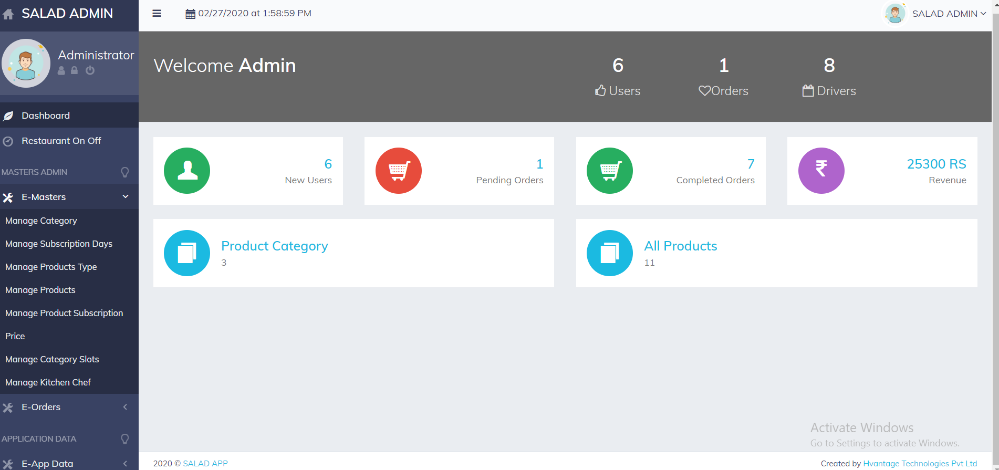 SALAD ADMIN
02/27/2020 at 1:58:59 PM
SALAD ADMIN
Administrator
Dashboard
Restaurant On Off
MASTERS ADMIN
E-Masters
Manage Category
Manage Subscription Days
Manage Products Type
Manage Products
Manage Product Subscription
Price
Manage Category Slots
Manage Kitchen Chef
E-Orders
APPLICATION DATA
E-App Data
Welcome Admin
6
Users
1
Orders
8
Drivers
6
New Users
1
Pending Orders
7
Completed Orders
25300 RS
Revenue
Product Category
3
All Products
11
Activate Windows
Go to Settings to activate Windows.
2020 © SALAD APP
Created by Hvantage Technologies Pvt Ltd